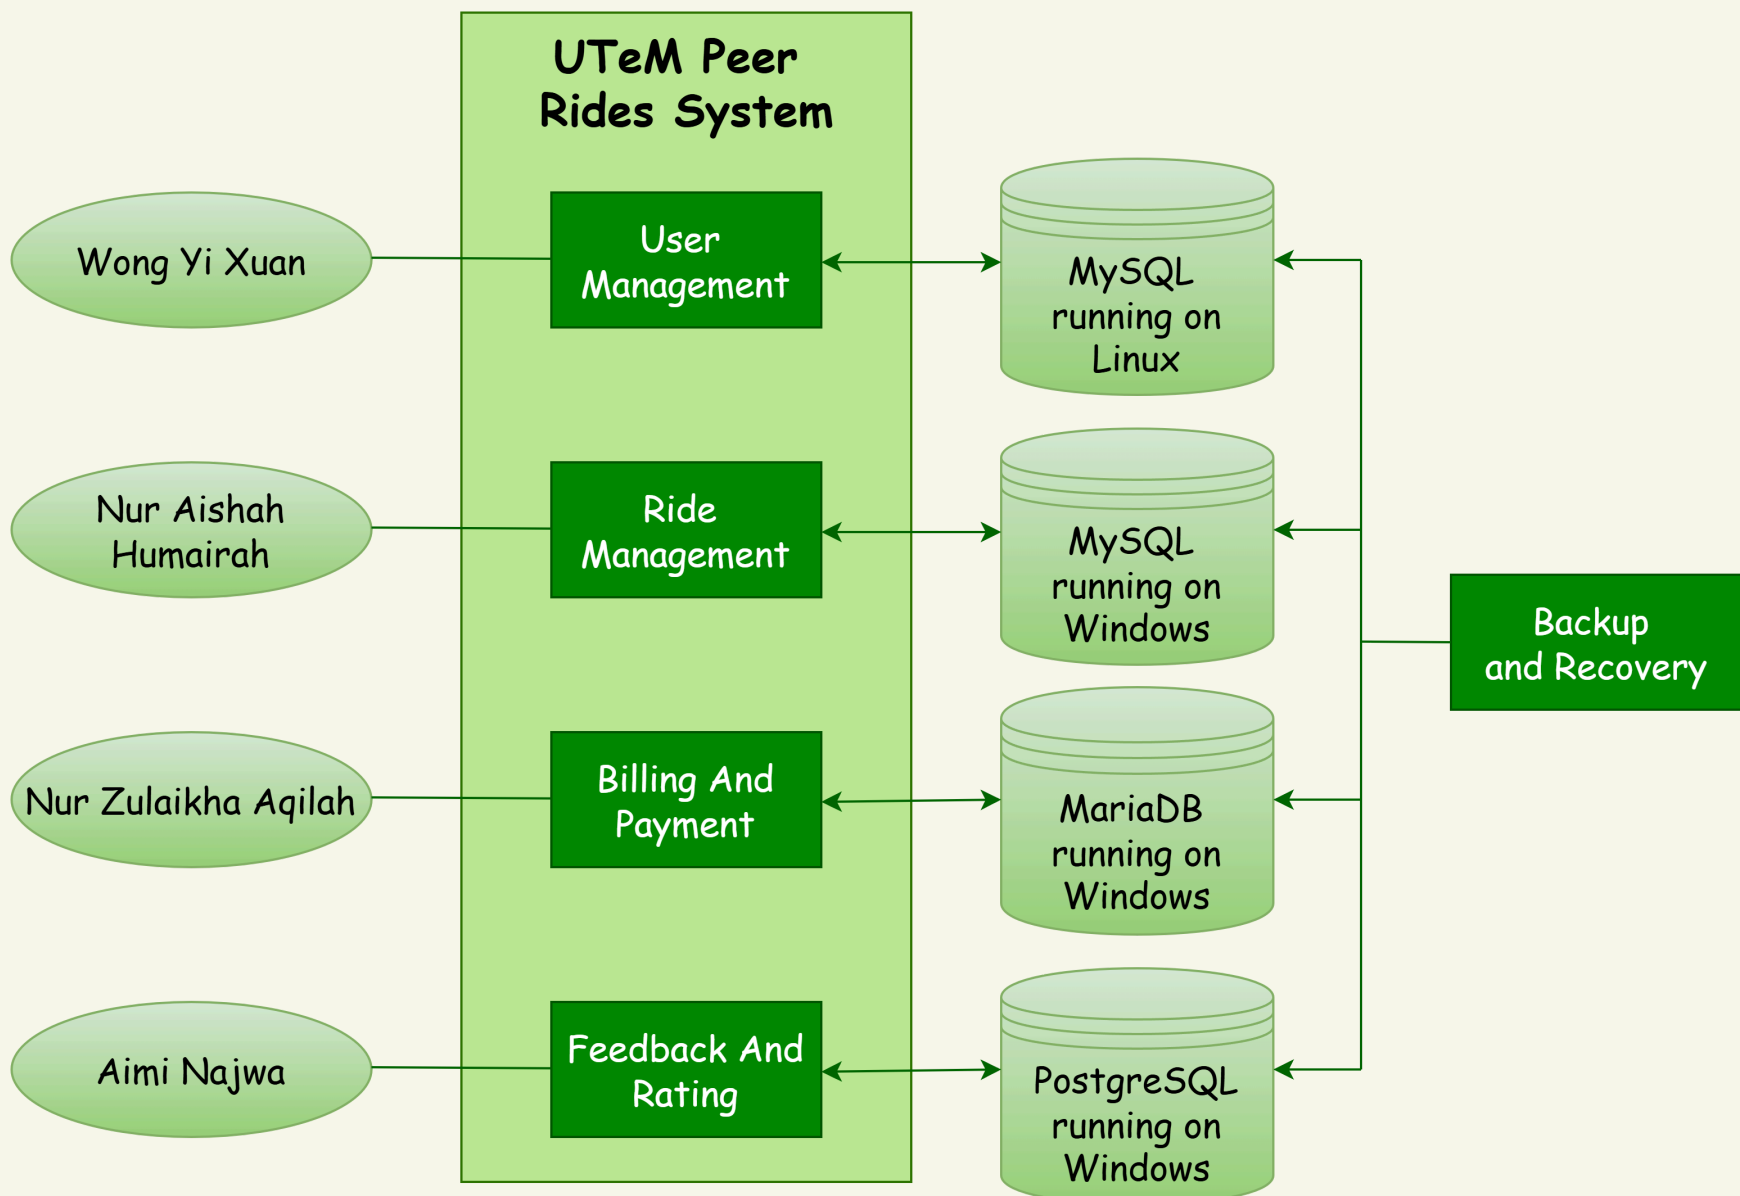 UTeM Peer
Rides System
Wong Yi Xuan
User
Management
MySQL
running on
Linux
Nur Aishah
Humairah
Ride
Management
MySQL
running on
Windows
Backup
and Recovery
Nur Zulaikha Aqilah
Billing And
Payment
MariaDB
running on
Windows
Aimi Najwa
Feedback And
Rating
PostgreSQL
running on
Windows